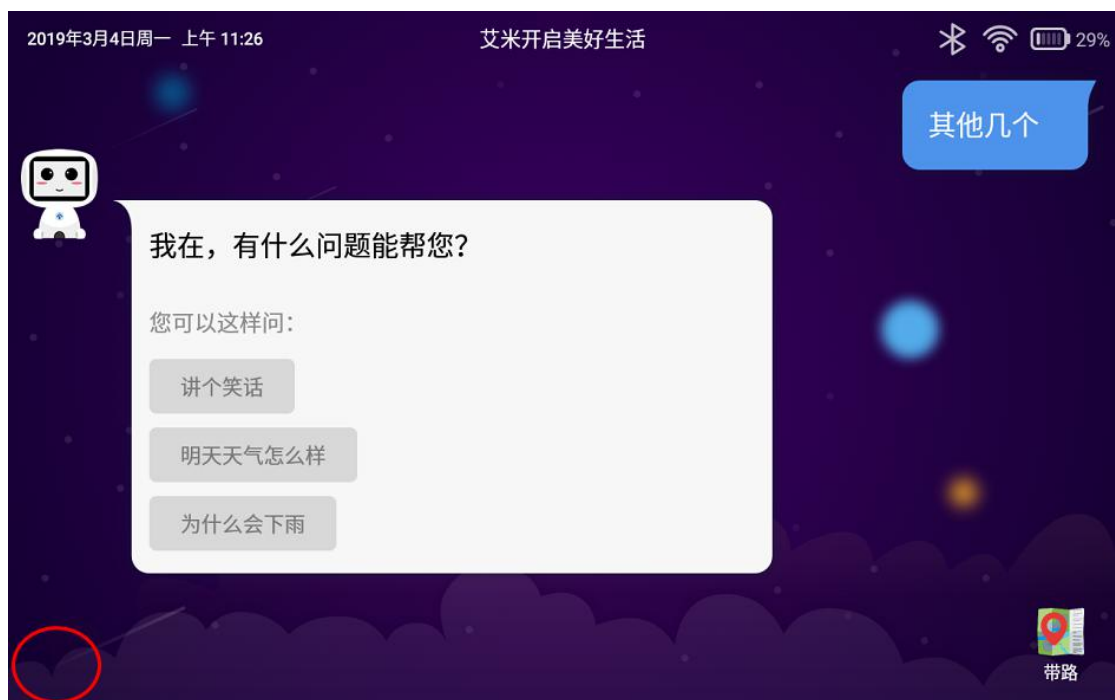 2019年3月4日周一 上午 11:26
艾米开启美好生活
29%
其他几个
我在，有什么问题能帮您？
您可以这样问：
讲个笑话
明天天气怎么样
为什么会下雨
带路